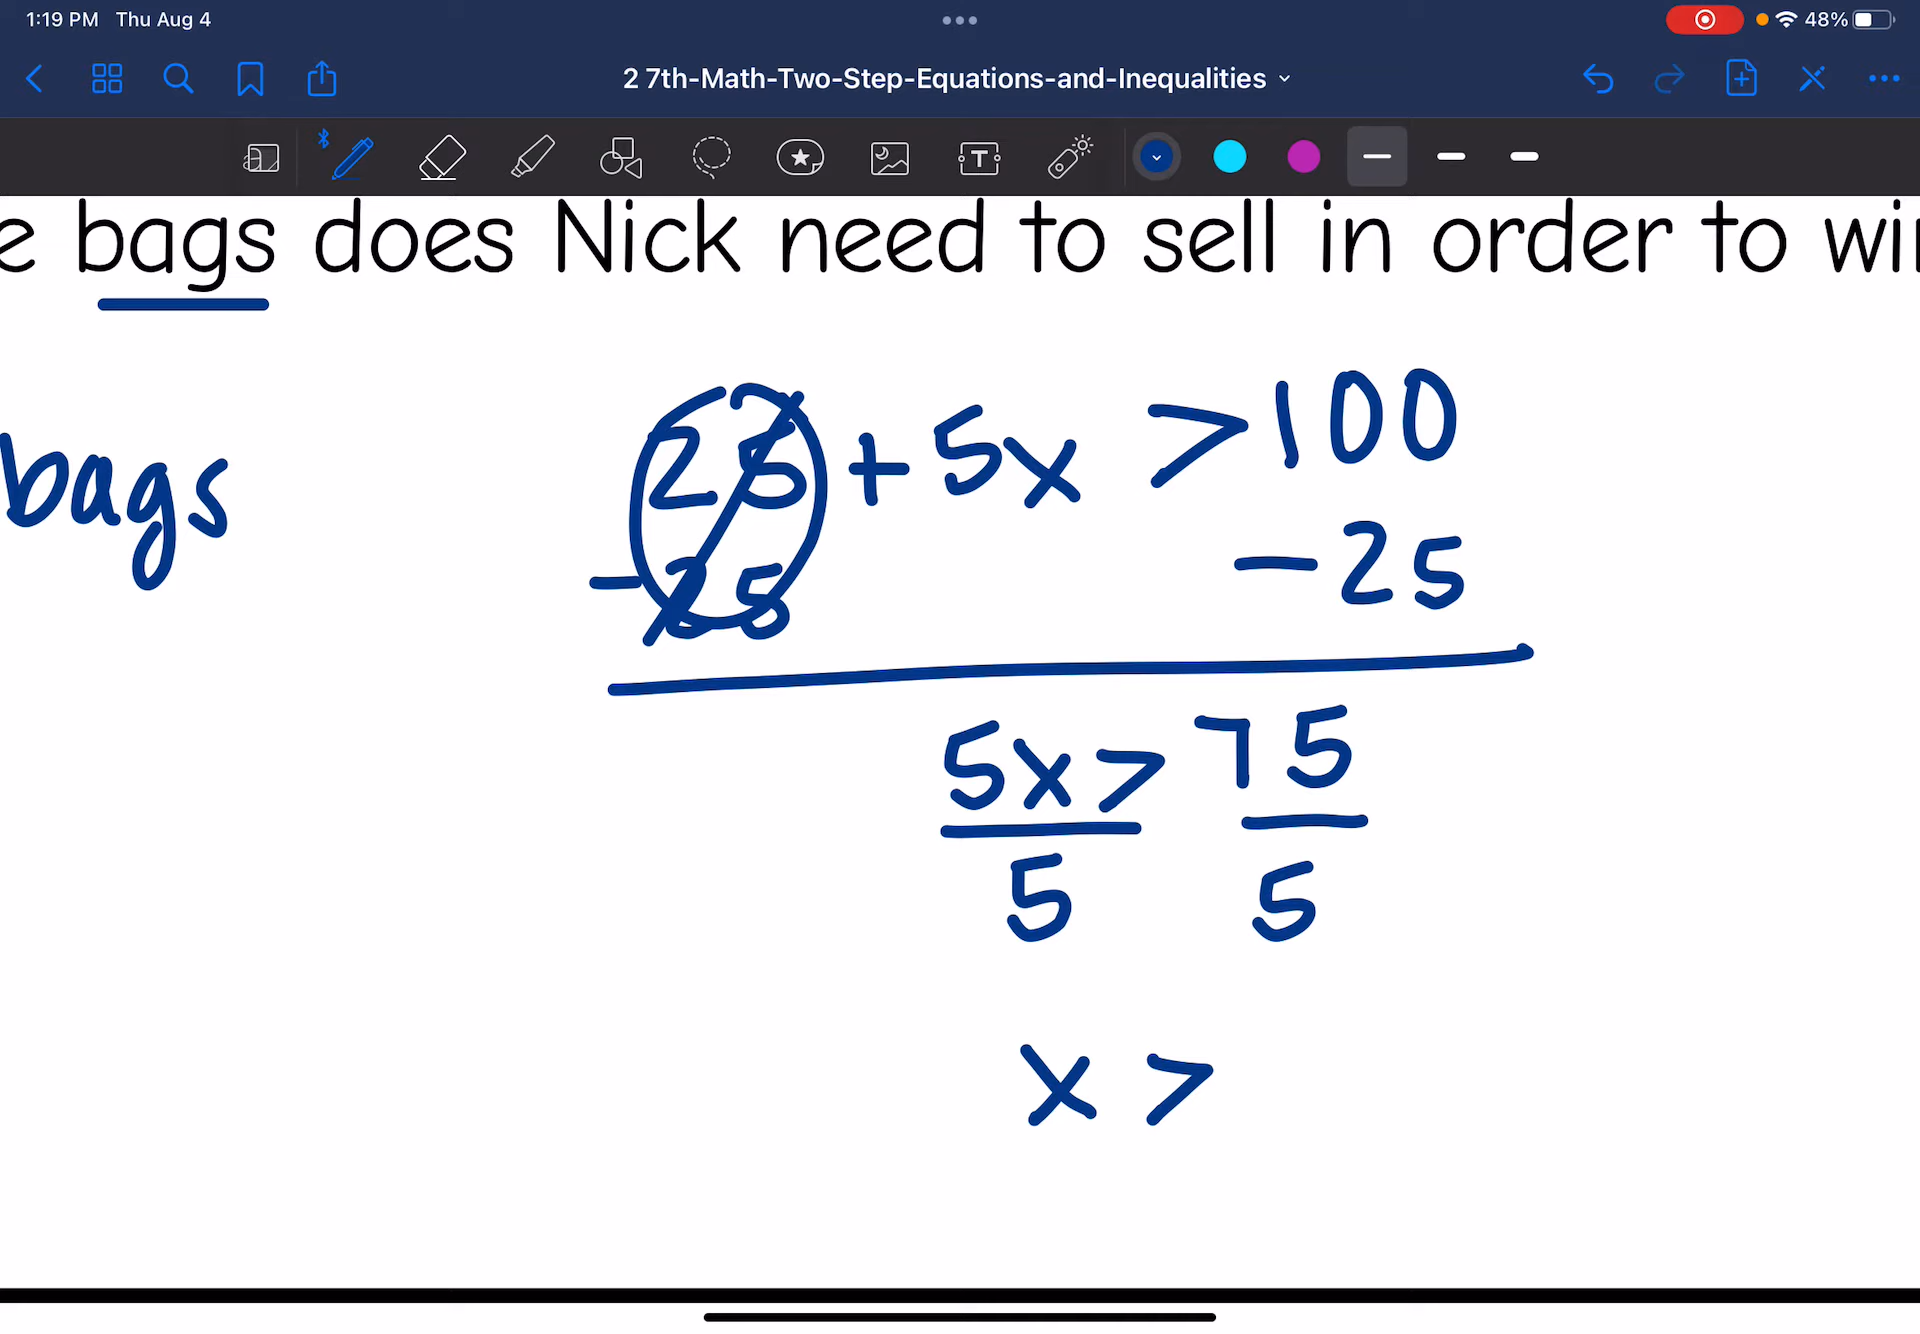 1:19 PM Thu Aug 4
48%
2 7th-Math-Two-Step-Equations-and-Inequalities
T
e bags does Nick need to sell in order to wi
bags
25 + 5x > 100
-25 -25
5x > 75
5 5
x >